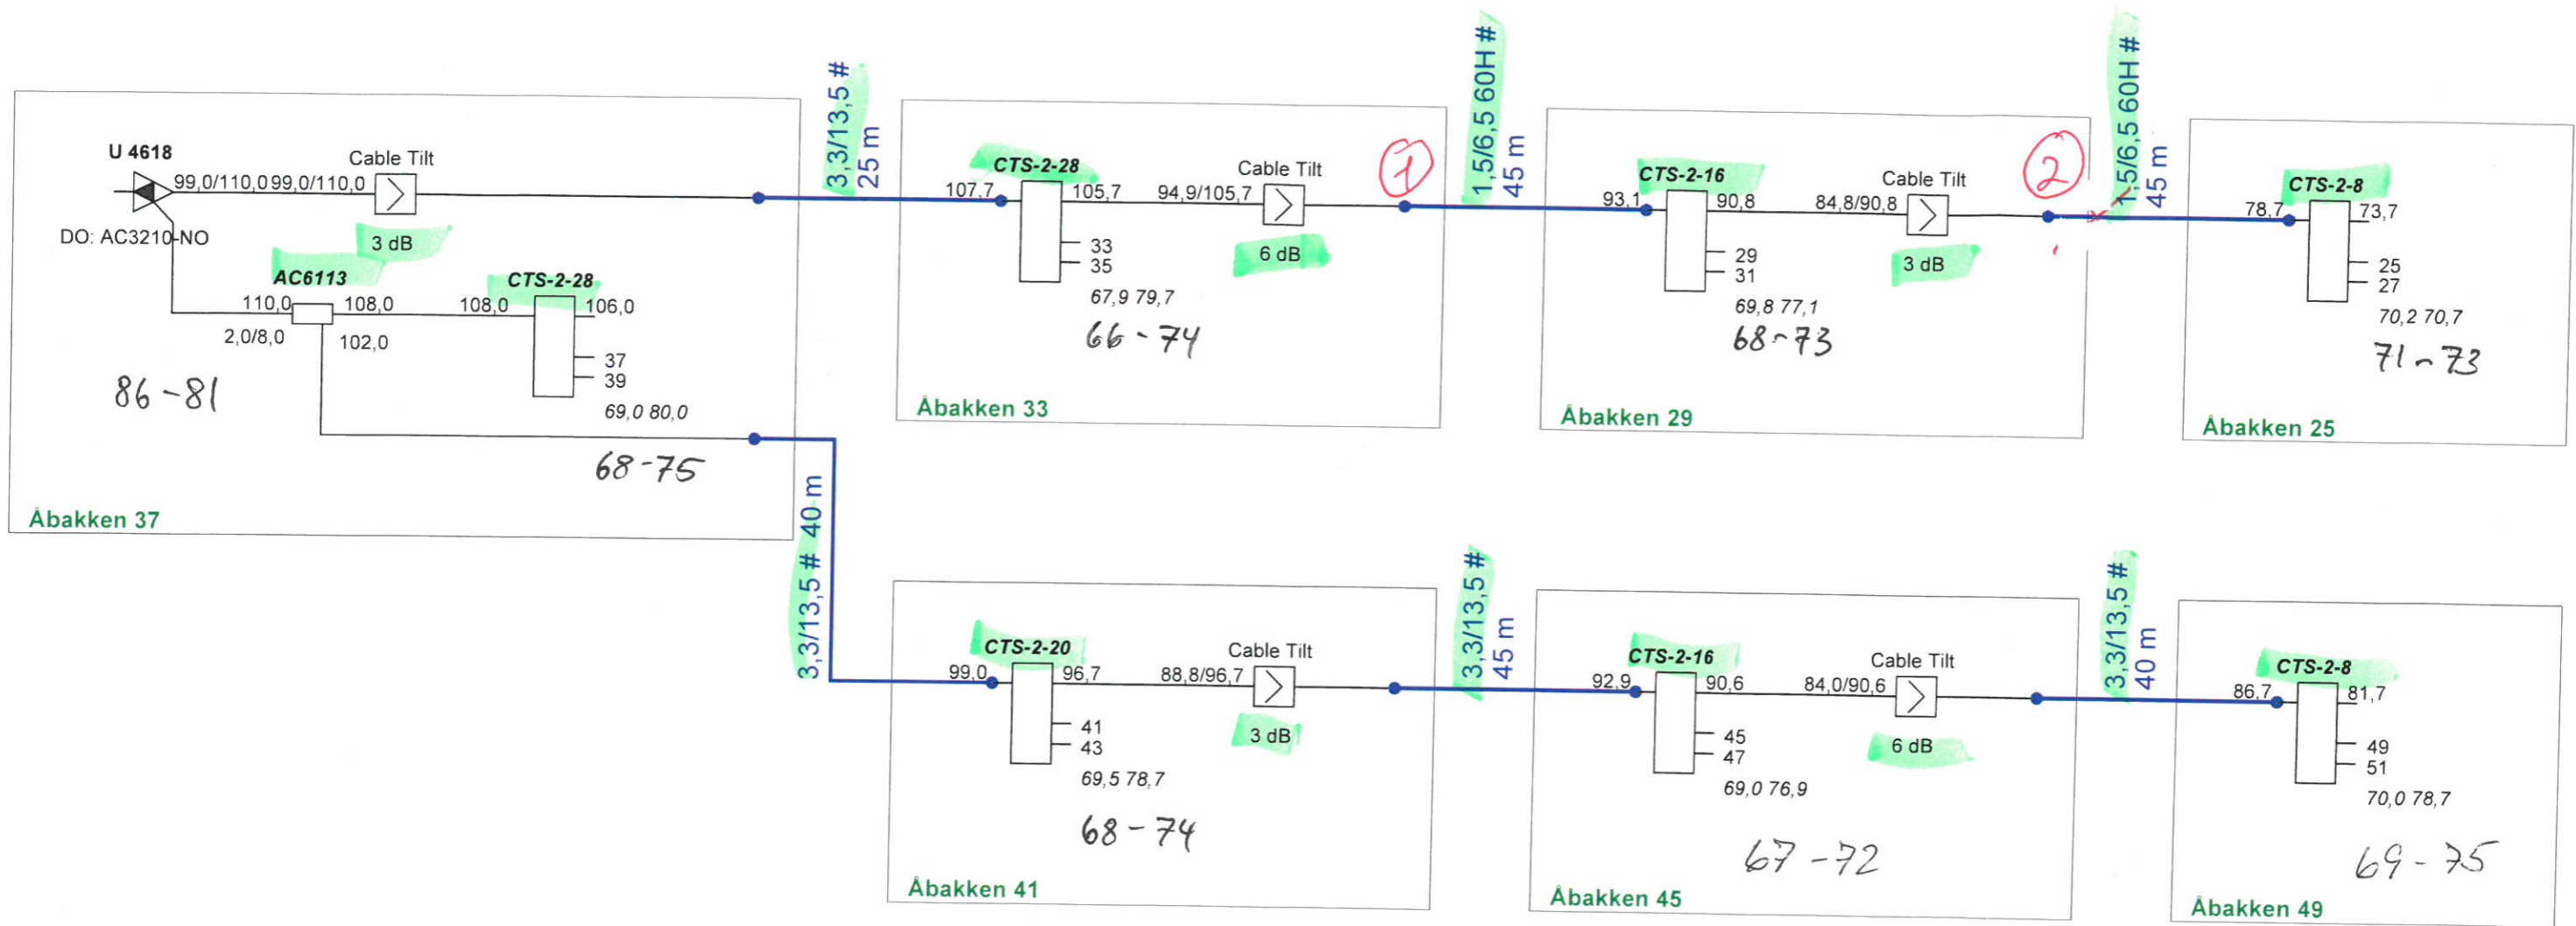 U 4618
99,0/110,0 99,0/110,0
Cable Tilt
3 dB
DO: AC3210-NO
AC6113
110,0
108,0
2,0/8,0
102,0
CTS-2-28
108,0
106,0
37
39
69,0 80,0
86-81
68-75
Åbakken 37
3,3/13,5 #
25 m
107,7
CTS-2-28
105,7
94,9/105,7
Cable Tilt
6 dB
33
35
67,9 79,7
66-74
Åbakken 33
1
1,5/6,5 60H #
45 m
93,1
CTS-2-16
90,8
84,8/90,8
Cable Tilt
3 dB
29
31
69,8 77,1
68-73
Åbakken 29
2
1,5/6,5 60H #
45 m
78,7
CTS-2-8
73,7
25
27
70,2 70,7
71-73
Åbakken 25
3,3/13,5 # 40 m
99,0
CTS-2-20
96,7
88,8/96,7
Cable Tilt
3 dB
41
43
69,5 78,7
68-74
Åbakken 41
3,3/13,5 #
45 m
92,9
CTS-2-16
90,6
84,0/90,6
Cable Tilt
6 dB
45
47
69,0 76,9
67-72
Åbakken 45
3,3/13,5 #
40 m
86,7
CTS-2-8
81,7
49
51
70,0 78,7
69-75
Åbakken 49